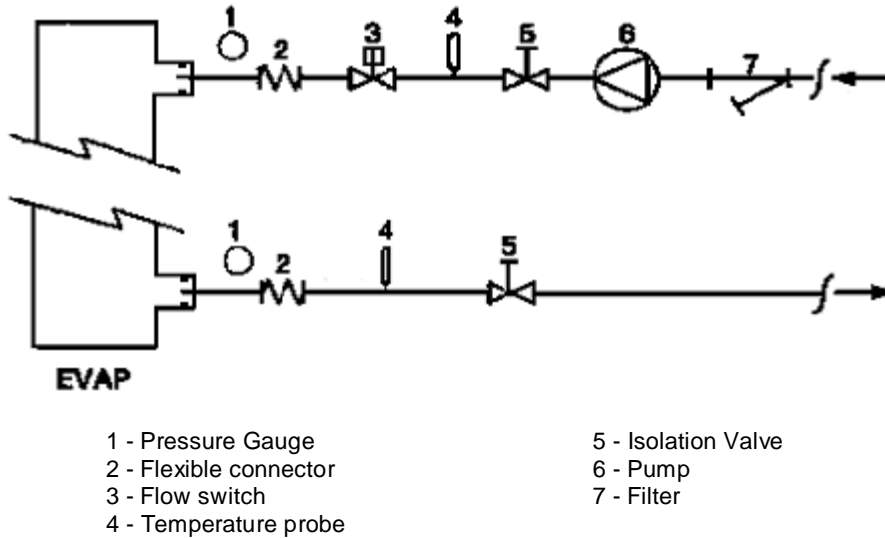 1
2
3
4
5
6
7
1
2
4
5
EVAP
1 - Pressure Gauge
2 - Flexible connector
3 - Flow switch
4 - Temperature probe
5 - Isolation Valve
6 - Pump
7 - Filter